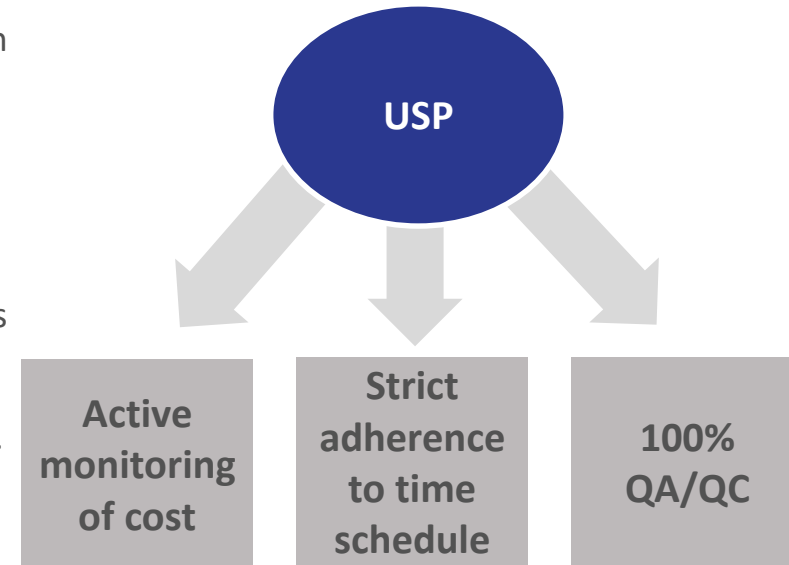 USP
Active
monitoring
of cost
Strict
adherence
to time
schedule
100%
QA/QC